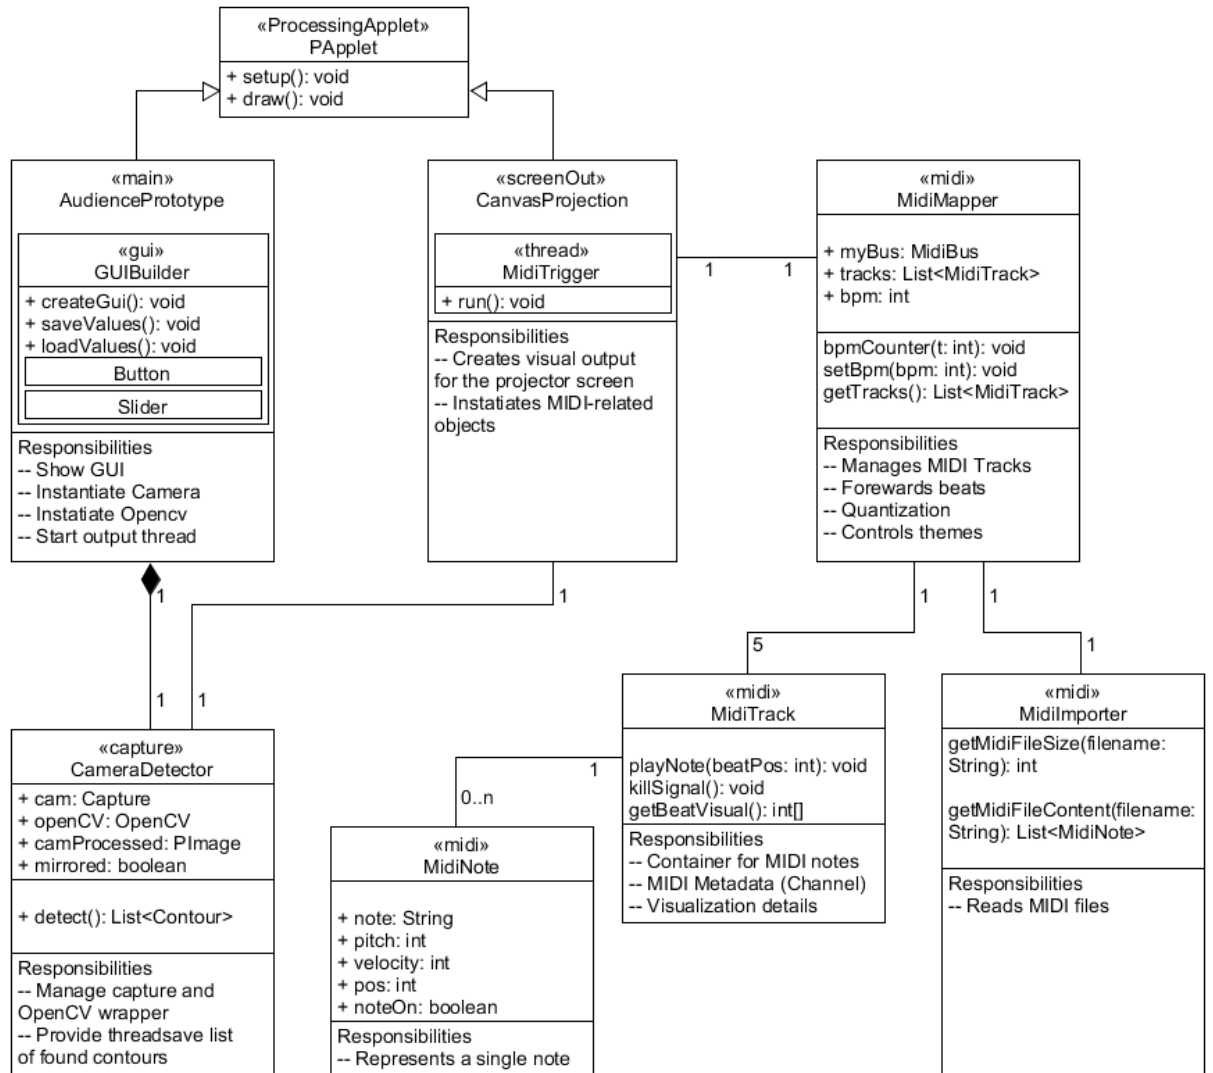 «ProcessingApplet»
PApplet
+ setup(): void
+ draw(): void
«main»
AudiencePrototype
«gui»
GUIBuilder
+ createGui(): void
+ saveValues(): void
+ loadValues(): void
Button
Slider
Responsibilities
-- Show GUI
-- Instantiate Camera
-- Instatiate Opencv
-- Start output thread
«screenOut»
CanvasProjection
«thread»
MidiTrigger
+ run(): void
Responsibilities
-- Creates visual output
for the projector screen
-- Instatiates MIDI-related
objects
1
1
«midi»
MidiMapper
+ myBus: MidiBus
+ tracks: List<MidiTrack>
+ bpm: int
bpmCounter(t: int): void
setBpm(bpm: int): void
getTracks(): List<MidiTrack>
Responsibilities
-- Manages MIDI Tracks
-- Forewards beats
-- Quantization
-- Controls themes
1
1
1
1
1
1
5
1
«capture»
CameraDetector
+ cam: Capture
+ openCV: OpenCV
+ camProcessed: PImage
+ mirrored: boolean
+ detect(): List<Contour>
Responsibilities
-- Manage capture and
OpenCV wrapper
-- Provide threadsave list
of found contours
1
0..n
«midi»
MidiNote
+ note: String
+ pitch: int
+ velocity: int
+ pos: int
+ noteOn: boolean
Responsibilities
-- Represents a single note
«midi»
MidiTrack
playNote(beatPos: int): void
killSignal(): void
getBeatVisual(): int[]
Responsibilities
-- Container for MIDI notes
-- MIDI Metadata (Channel)
-- Visualization details
«midi»
MidiImporter
getMidiFileSize(filename:
String): int
getMidiFileContent(filename:
String): List<MidiNote>
Responsibilities
-- Reads MIDI files